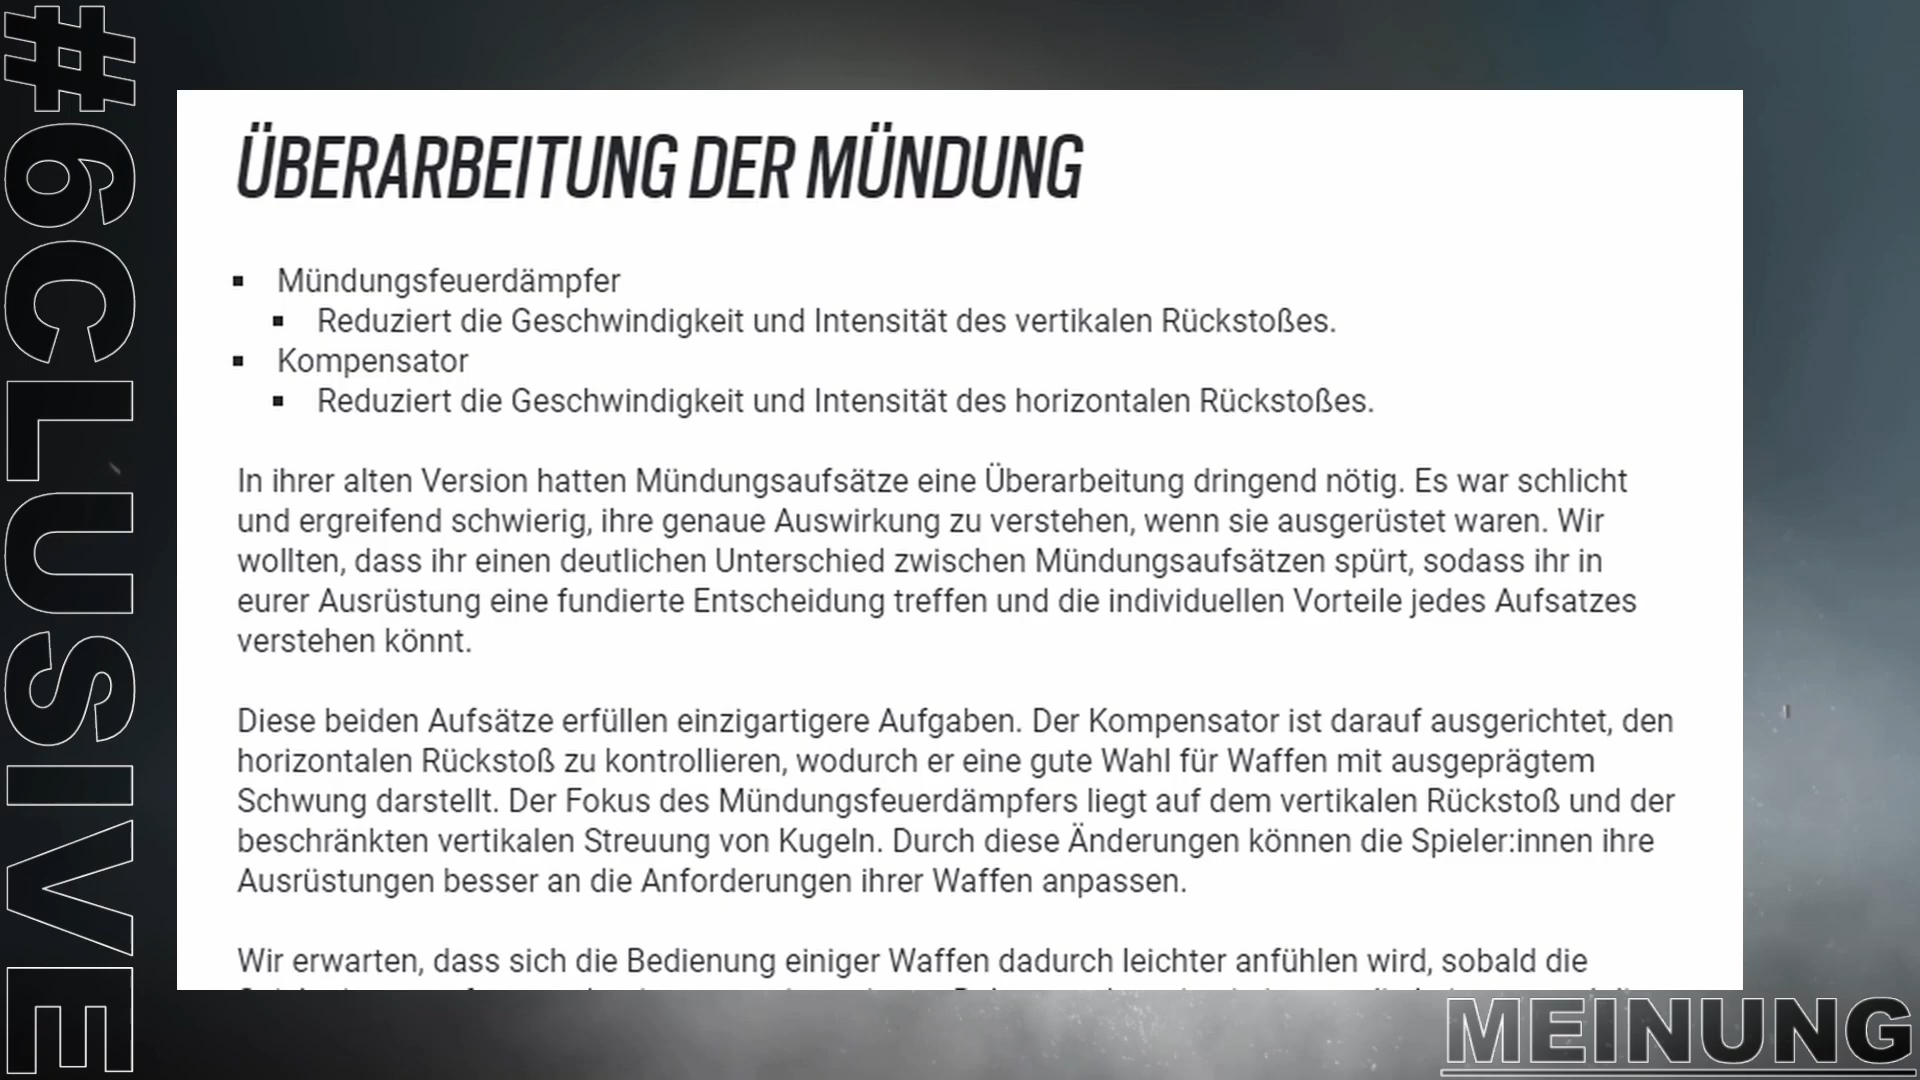 #6CLUSIVE
ÜBERARBEITUNG DER MÜNDUNG
▪ Mündungsfeuerdämpfer
▪ Reduziert die Geschwindigkeit und Intensität des vertikalen Rückstoßes.
▪ Kompensator
▪ Reduziert die Geschwindigkeit und Intensität des horizontalen Rückstoßes.
In ihrer alten Version hatten Mündungsaufsätze eine Überarbeitung dringend nötig. Es war schlicht
und ergreifend schwierig, ihre genaue Auswirkung zu verstehen, wenn sie ausgerüstet waren. Wir
wollten, dass ihr einen deutlichen Unterschied zwischen Mündungsaufsätzen spürt, sodass ihr in
eurer Ausrüstung eine fundierte Entscheidung treffen und die individuellen Vorteile jedes Aufsatzes
verstehen könnt.
Diese beiden Aufsätze erfüllen einzigartigere Aufgaben. Der Kompensator ist darauf ausgerichtet, den
horizontalen Rückstoß zu kontrollieren, wodurch er eine gute Wahl für Waffen mit ausgeprägtem
Schwung darstellt. Der Fokus des Mündungsfeuerdämpfers liegt auf dem vertikalen Rückstoß und der
beschränkten vertikalen Streuung von Kugeln. Durch diese Änderungen können die Spieler:innen ihre
Ausrüstungen besser an die Anforderungen ihrer Waffen anpassen.
Wir erwarten, dass sich die Bedienung einiger Waffen dadurch leichter anfühlen wird, sobald die
MEINUNG